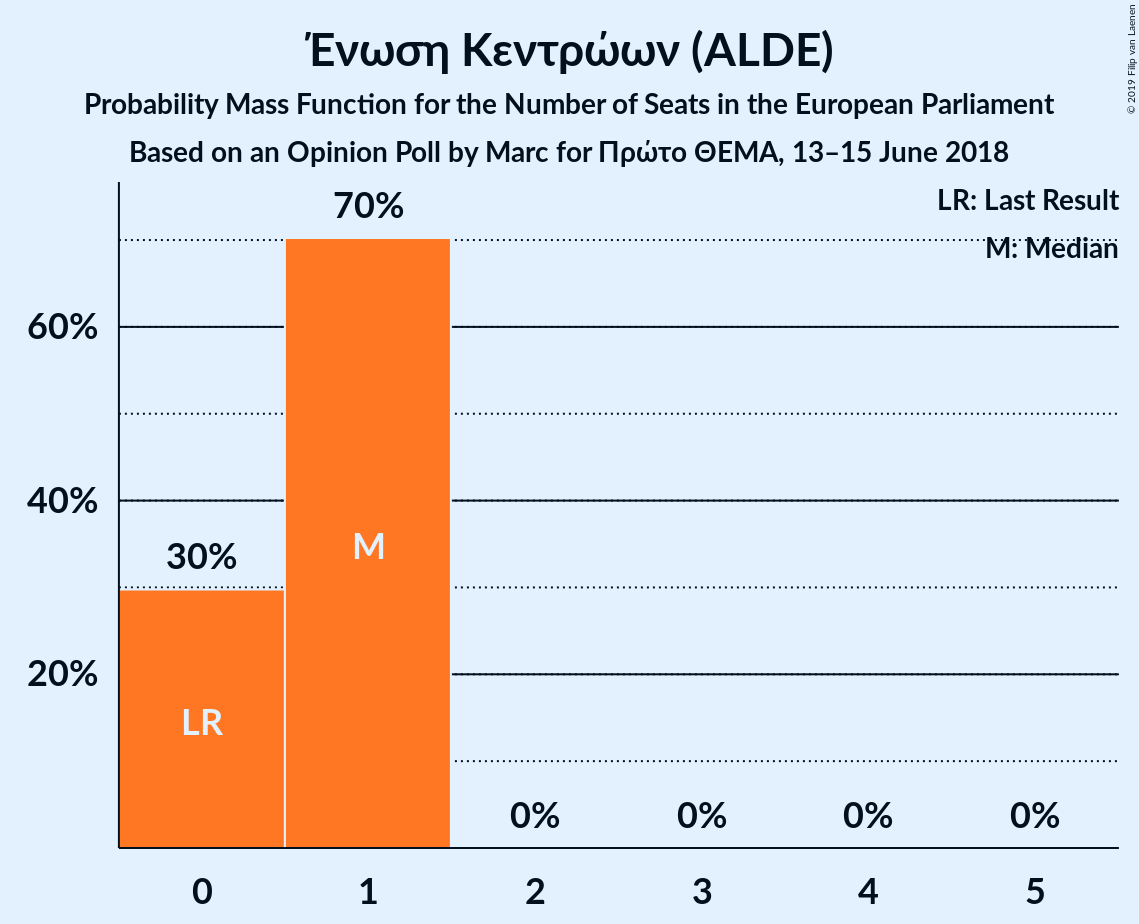 Ένωση Κεντρώων (ALDE)
Probability Mass Function for the Number of Seats in the European Parliament
Based on an Opinion Poll by Marc for Πρώτο ΘΕΜΑ, 13–15 June 2018
© 2019 Filip van Laenen
LR: Last Result
M: Median
70%
60%
40%
30%
20%
M
LR
0% 0% 0% 0%
0 1 2 3 4 5